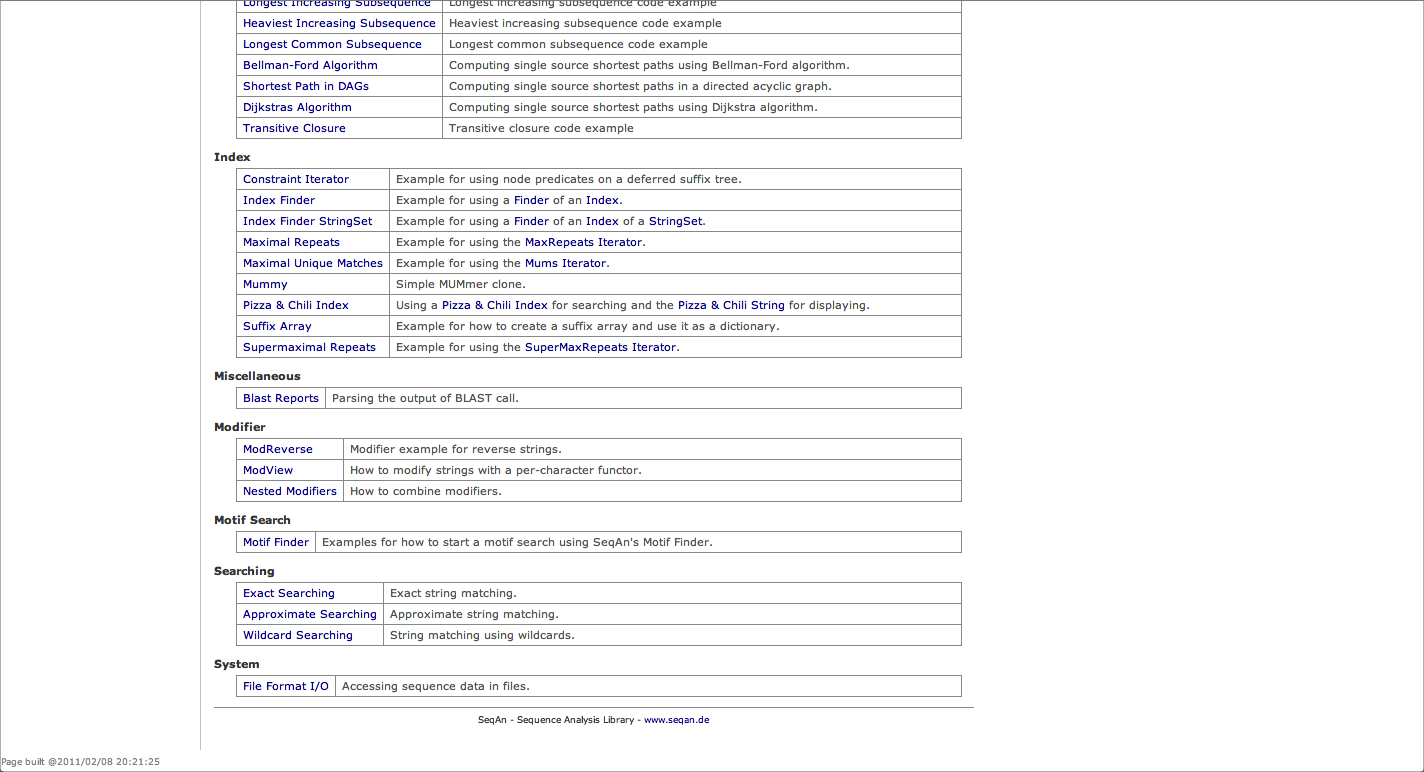 Longest Increasing Subsequence Longest increasing subsequence code example
Heaviest Increasing Subsequence Heaviest increasing subsequence code example
Longest Common Subsequence Longest common subsequence code example
Bellman-Ford Algorithm Computing single source shortest paths using Bellman-Ford algorithm.
Shortest Path in DAGs Computing single source shortest paths in a directed acyclic graph.
Dijkstras Algorithm Computing single source shortest paths using Dijkstra algorithm.
Transitive Closure Transitive closure code example
Index
Constraint Iterator Example for using node predicates on a deferred suffix tree.
Index Finder Example for using a Finder of an Index.
Index Finder StringSet Example for using a Finder of an Index of a StringSet.
Maximal Repeats Example for using the MaxRepeats Iterator.
Maximal Unique Matches Example for using the Mums Iterator.
Mummy Simple MUMmer clone.
Pizza & Chili Index Using a Pizza & Chili Index for searching and the Pizza & Chili String for displaying.
Suffix Array Example for how to create a suffix array and use it as a dictionary.
Supermaximal Repeats Example for using the SuperMaxRepeats Iterator.
Miscellaneous
Blast Reports Parsing the output of BLAST call.
Modifier
ModReverse Modifier example for reverse strings.
ModView How to modify strings with a per-character functor.
Nested Modifiers How to combine modifiers.
Motif Search
Motif Finder Examples for how to start a motif search using SeqAn's Motif Finder.
Searching
Exact Searching Exact string matching.
Approximate Searching Approximate string matching.
Wildcard Searching String matching using wildcards.
System
File Format I/O Accessing sequence data in files.
SeqAn - Sequence Analysis Library - www.seqan.de
Page built @2011/02/08 20:21:25